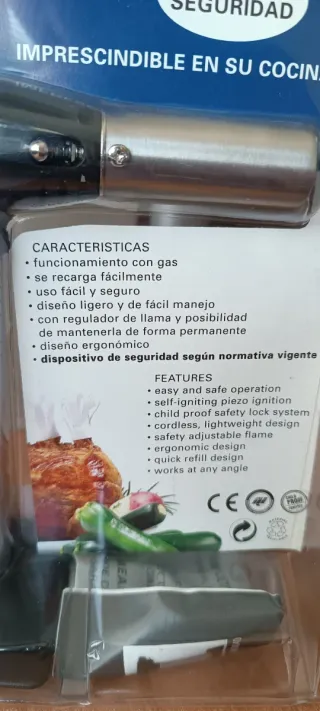 SEGURIDAD
IMPRESCINDIBLE EN SU COCINA
CARACTERISTICAS
• funcionamiento con gas
• se recarga fácilmente
• uso fácil y seguro
• diseño ligero y de fácil manejo
• con regulador de llama y posibilidad
de mantenerla de forma permanente
• diseño ergonómico
• dispositivo de seguridad según normativa vigente
FEATURES
• easy and safe operation
• self-igniting piezo ignition
• child proof safety lock system
• cordless, lightweight design
• safety adjustable flame
• ergonomic design
• quick refill design
• works at any angle
CE